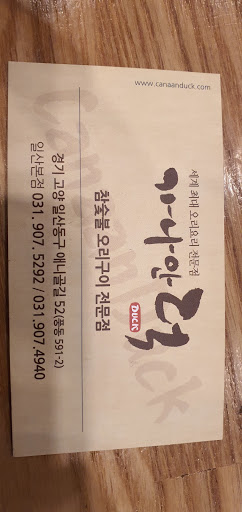 www.canaanduck.com
세계 최대 오리요리 전문점
가나안 덕
DUCK
참숯불 오리구이 전문점
경기 고양 일산동구 애니골길 52(풍동 591-2)
일산본점 031. 907. 5292 / 031.907.4940
Canaan Duck